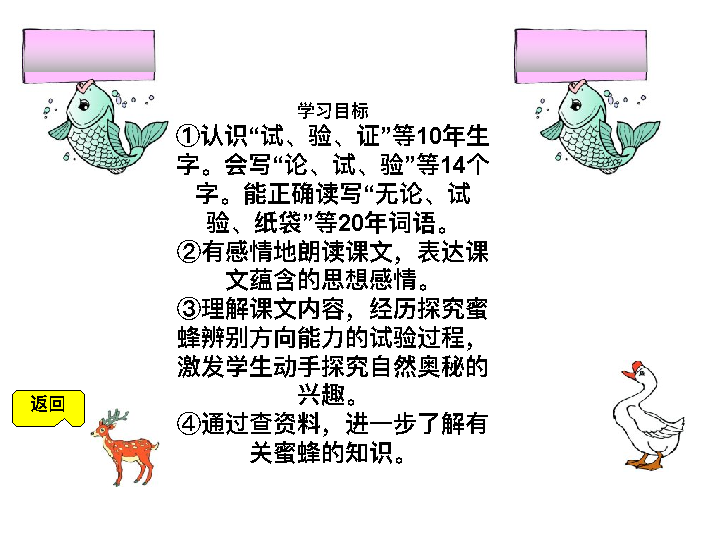 学习目标
①认识“试、验、证”等10年生
字。会写“论、试、验”等14个
字。能正确读写“无论、试
验、纸袋”等20年词语。
②有感情地朗读课文，表达课
文蕴含的思想感情。
③理解课文内容，经历探究蜜
蜂辨别方向能力的试验过程，
激发学生动手探究自然奥秘的
兴趣。
④通过查资料，进一步了解有
关蜜蜂的知识。
返回